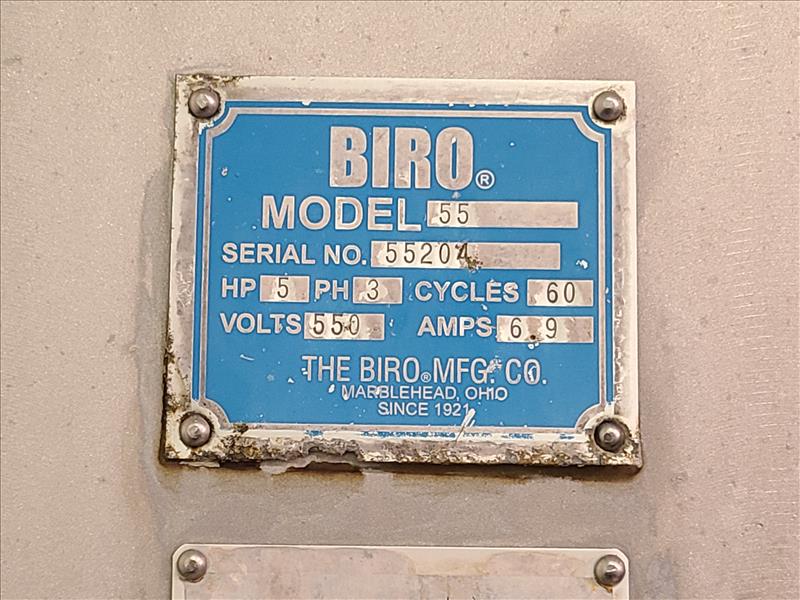 BIRO®
MODEL 55
SERIAL NO. 55204
HP 5 PH 3 CYCLES 60
VOLTS 550 AMPS 6.9
THE BIRO® MFG. CO.
MARBLEHEAD, OHIO
SINCE 1921